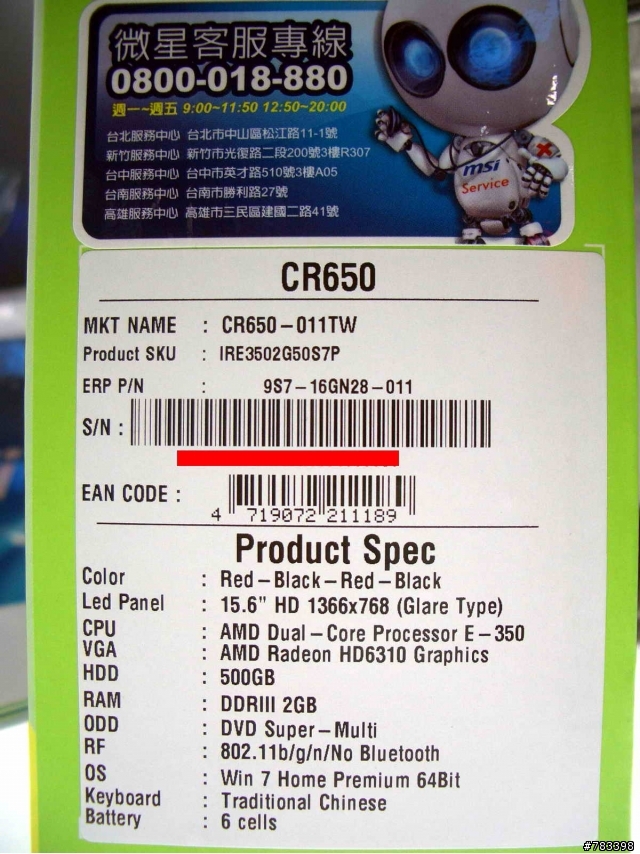 微星客服專線
0800-018-880
週一~週五 9:00~11:50 12:50~20:00
台北服務中心 台北市中山區松江路11-1號
新竹服務中心 新竹市光復路二段200號3樓R307
台中服務中心 台中市英才路510號3樓A05
台南服務中心 台南市勝利路27號
高雄服務中心 高雄市三民區建國二路41號
msi
Service
CR650
MKT NAME : CR650-011TW
Product SKU : IRE3502G50S7P
ERP P/N : 9S7-16GN28-011
S/N :
EAN CODE :
4 719072 211189
Product Spec
Color : Red-Black-Red-Black
Led Panel : 15.6" HD 1366x768 (Glare Type)
CPU : AMD Dual-Core Processor E-350
VGA : AMD Radeon HD6310 Graphics
HDD : 500GB
RAM : DDRIII 2GB
ODD : DVD Super-Multi
RF : 802.11b/g/n/No Bluetooth
OS : Win 7 Home Premium 64Bit
Keyboard : Traditional Chinese
Battery : 6 cells
#783398